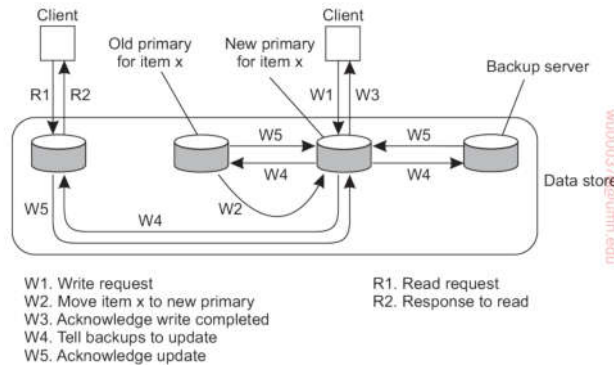 Client
Client
Old primary
for item x
New primary
for item x
Backup server
R1
R2
W1
W3
W5
W5
W4
W4
W5
W2
W4
Data store
W1. Write request
W2. Move item x to new primary
W3. Acknowledge write completed
W4. Tell backups to update
W5. Acknowledge update
R1. Read request
R2. Response to read